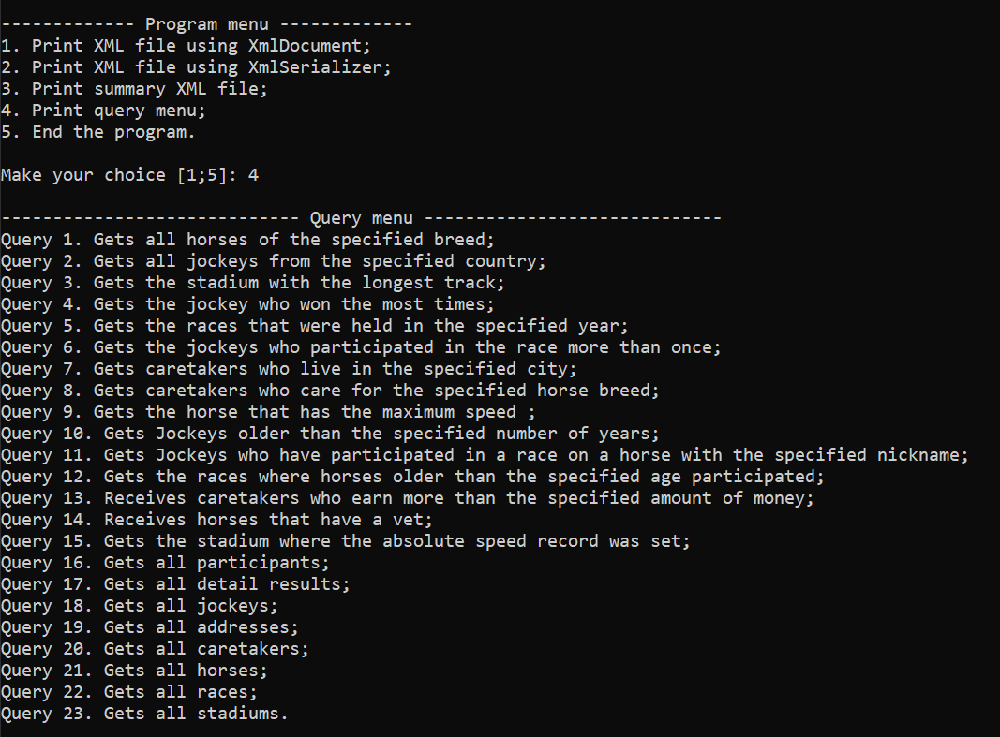 ------------- Program menu -------------
1. Print XML file using XmlDocument;
2. Print XML file using XmlSerializer;
3. Print summary XML file;
4. Print query menu;
5. End the program.
Make your choice [1;5]: 4
----------------------------- Query menu -----------------------------
Query 1. Gets all horses of the specified breed;
Query 2. Gets all jockeys from the specified country;
Query 3. Gets the stadium with the longest track;
Query 4. Gets the jockey who won the most times;
Query 5. Gets the races that were held in the specified year;
Query 6. Gets the jockeys who participated in the race more than once;
Query 7. Gets caretakers who live in the specified city;
Query 8. Gets caretakers who care for the specified horse breed;
Query 9. Gets the horse that has the maximum speed ;
Query 10. Gets Jockeys older than the specified number of years;
Query 11. Gets Jockeys who have participated in a race on a horse with the specified nickname;
Query 12. Gets the races where horses older than the specified age participated;
Query 13. Receives caretakers who earn more than the specified amount of money;
Query 14. Receives horses that have a vet;
Query 15. Gets the stadium where the absolute speed record was set;
Query 16. Gets all participants;
Query 17. Gets all detail results;
Query 18. Gets all jockeys;
Query 19. Gets all addresses;
Query 20. Gets all caretakers;
Query 21. Gets all horses;
Query 22. Gets all races;
Query 23. Gets all stadiums.